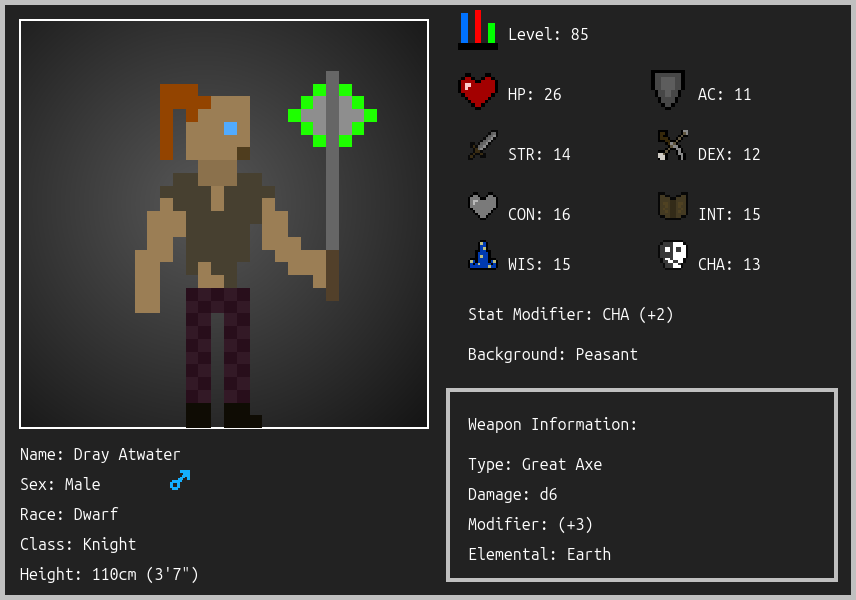 Level: 85
HP: 26
AC: 11
STR: 14
DEX: 12
CON: 16
INT: 15
WIS: 15
CHA: 13
Stat Modifier: CHA (+2)
Background: Peasant
Weapon Information:
Type: Great Axe
Damage: d6
Modifier: (+3)
Elemental: Earth
Name: Dray Atwater
Sex: Male
Race: Dwarf
Class: Knight
Height: 110cm (3'7")